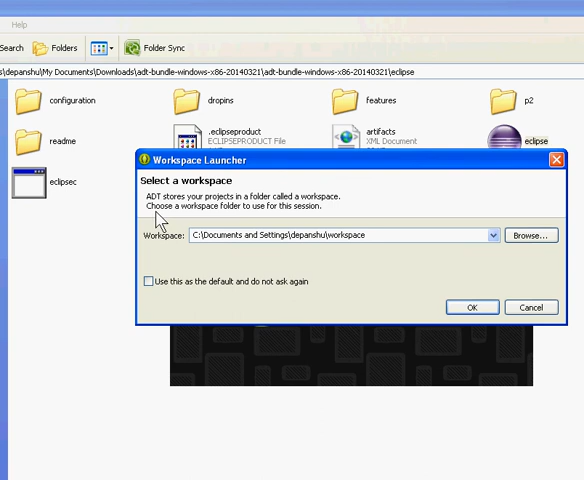 Help
Search Folders Folder Sync
s\depanshu\My Documents\Downloads\adt-bundle-windows-x86-20140321\adt-bundle-windows-x86-20140321\eclipse
configuration dropins features p2
readme .eclipseproduct artifacts eclipse
ECLIPSEPRODUCT File XML Document
eclipsec
Workspace Launcher
Select a workspace
ADT stores your projects in a folder called a workspace.
Choose a workspace folder to use for this session.
Workspace: C:\Documents and Settings\depanshu\workspace Browse...
Use this as the default and do not ask again
OK Cancel